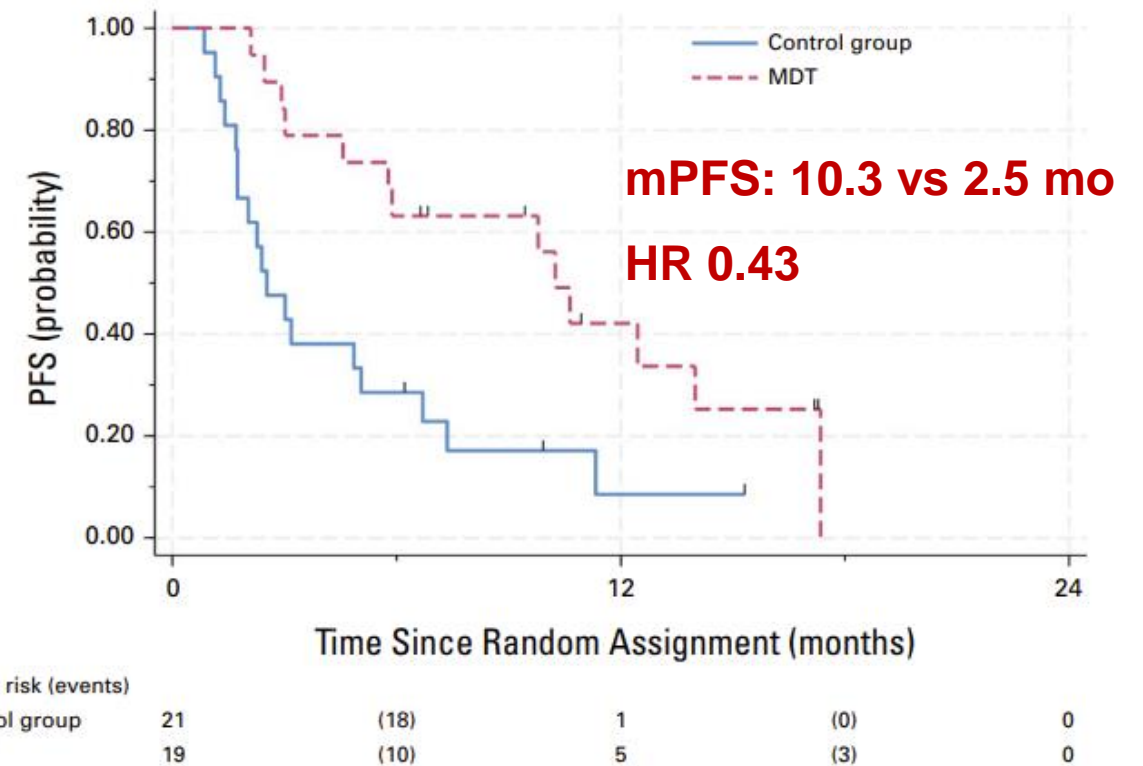 1.00
0.80
0.60
0.40
0.20
0.00
PFS (probability)
Control group
MDT
mPFS: 10.3 vs 2.5 mo
HR 0.43
0 12 24
Time Since Random Assignment (months)
risk (events)
ol group 21 (18) 1 (0) 0
19 (10) 5 (3) 0